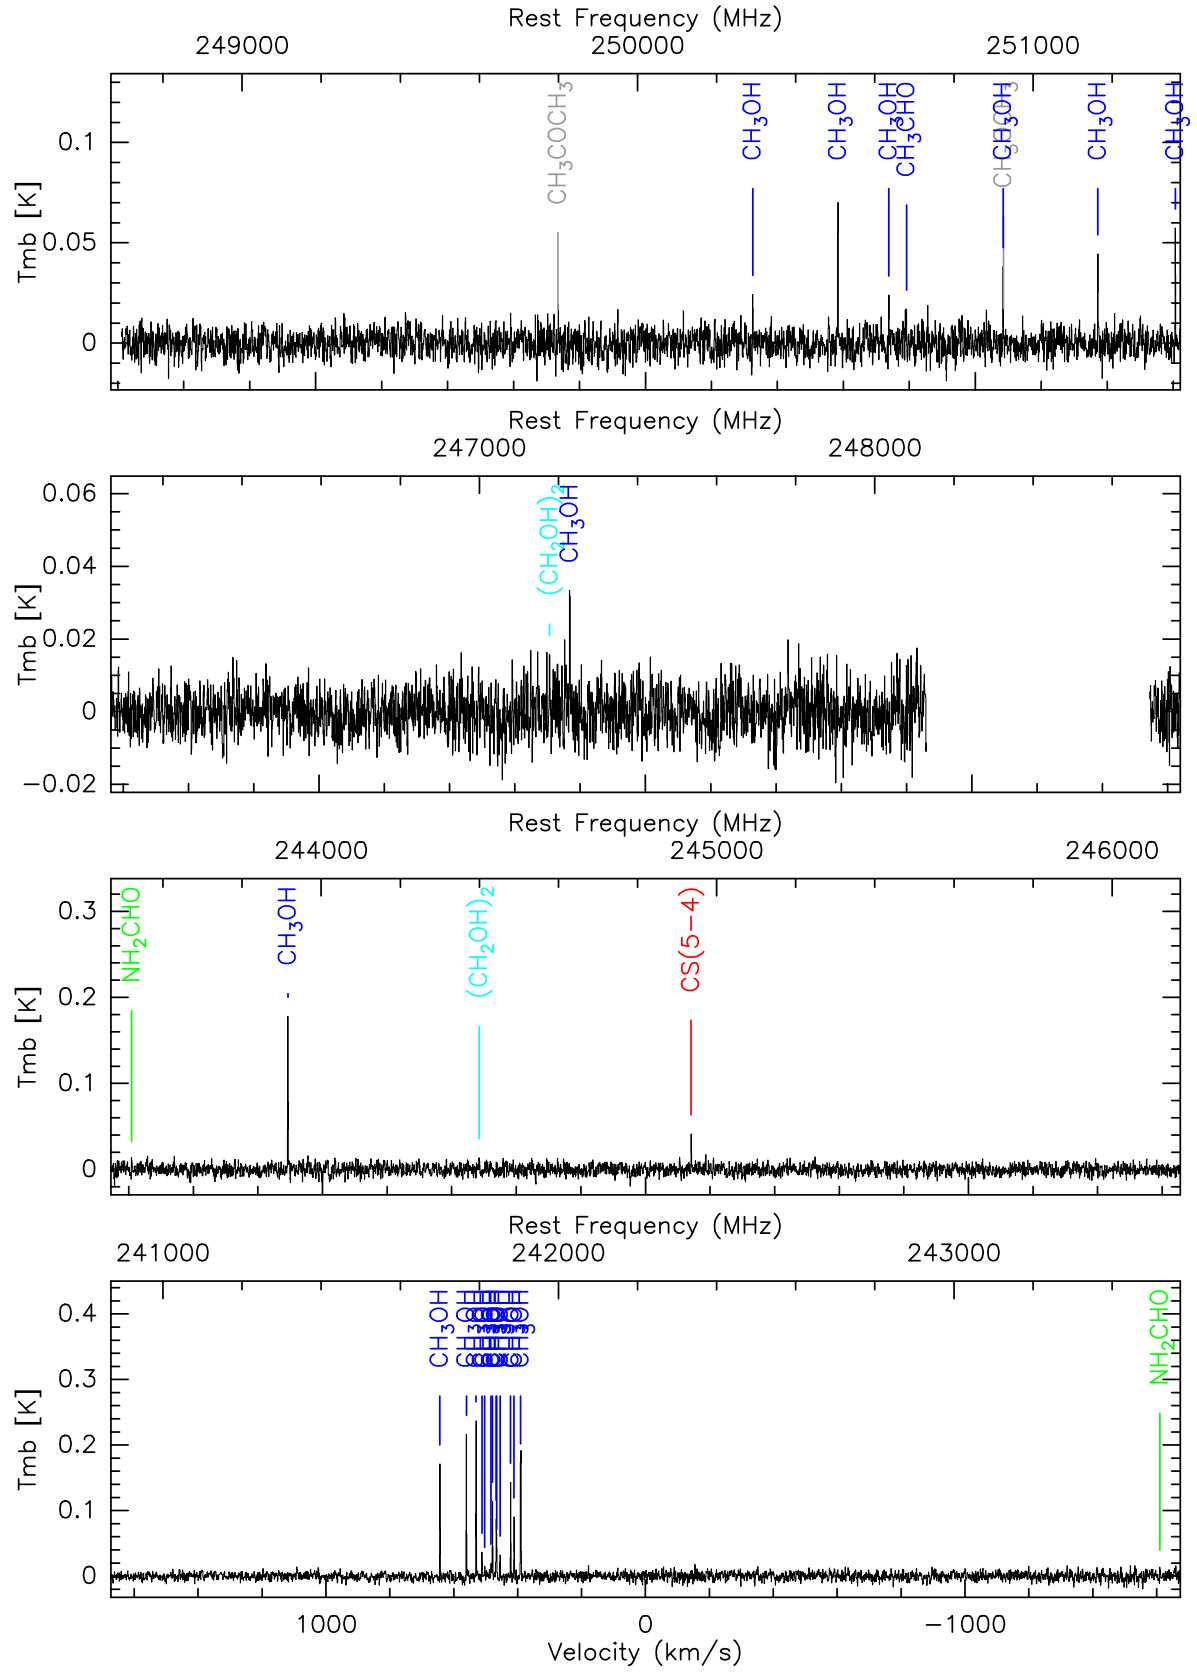 Rest Frequency (MHz)
249000 250000 251000
CH₃COCH₃ CH₃OH CH₃OH CH₃OH CH₃CHO CH₃OH CH₃OH CH₃OH
Tmb [K]
0.1
0.05
0
Rest Frequency (MHz)
247000 248000
(CH₂OH)₂ CH₃OH
Tmb [K]
0.06
0.04
0.02
0
−0.02
Rest Frequency (MHz)
244000 245000 246000
NH₂CHO CH₃OH (CH₂OH)₂ CS(5−4)
Tmb [K]
0.3
0.2
0.1
0
Rest Frequency (MHz)
241000 242000 243000
CH₃OH NH₂CHO
Tmb [K]
0.4
0.3
0.2
0.1
0
1000 0 −1000
Velocity (km/s)